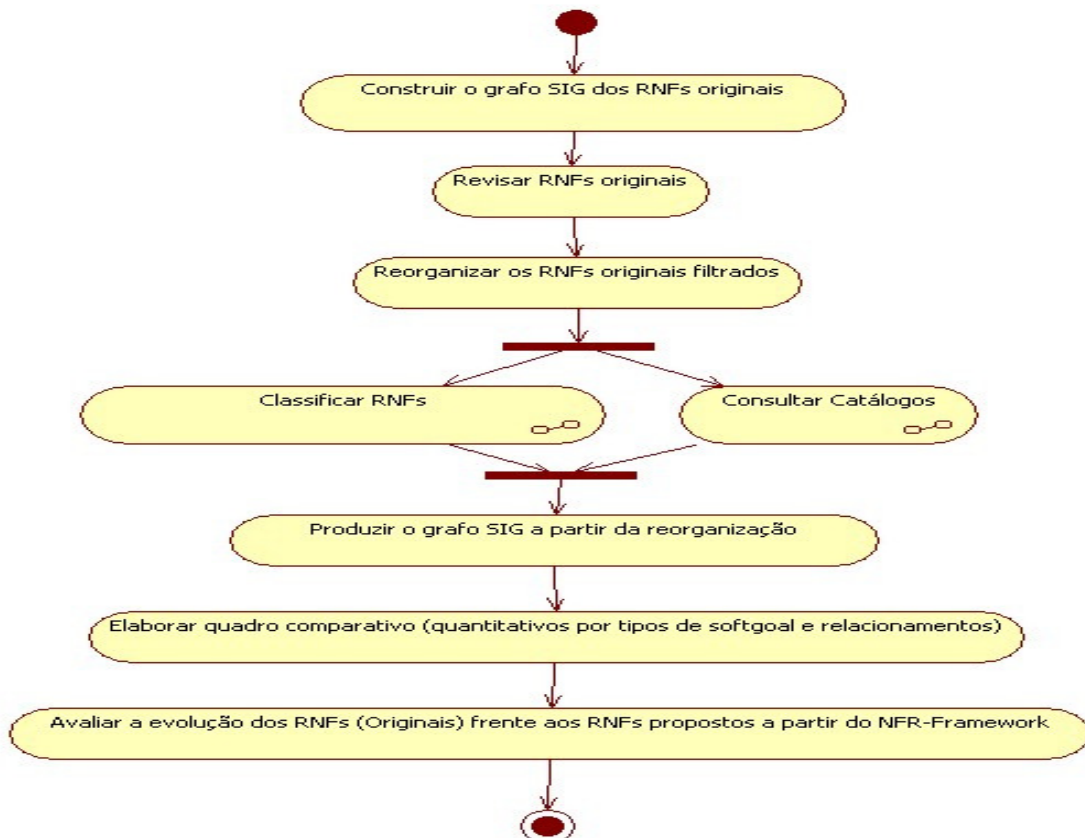 Construir o grafo SIG dos RNFs originais
Revisar RNFs originais
Reorganizar os RNFs originais filtrados
Classificar RNFs
Consultar Catálogos
Produzir o grafo SIG a partir da reorganização
Elaborar quadro comparativo (quantitativos por tipos de softgoal e relacionamentos)
Avaliar a evolução dos RNFs (Originais) frente aos RNFs propostos a partir do NFR-Framework